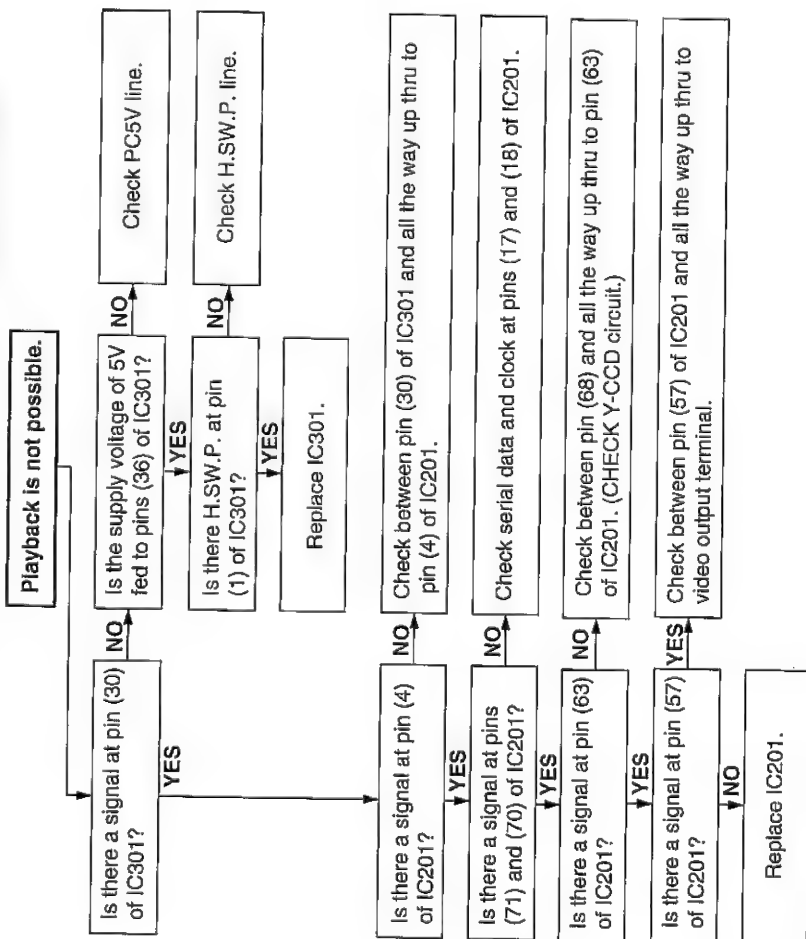 Playback is not possible.
Is there a signal at pin (30)
of IC301?
NO
Is the supply voltage of 5V
fed to pins (36) of IC301?
NO
Check PC5V line.
YES
Is there H.SW.P. at pin
(1) of IC301?
NO
Check H.SW.P. line.
YES
Replace IC301.
YES
Is there a signal at pin (4)
of IC201?
NO
Check between pin (30) of IC301 and all the way up thru to
pin (4) of IC201.
YES
Is there a signal at pins
(71) and (70) of IC201?
NO
Check serial data and clock at pins (17) and (18) of IC201.
YES
Is there a signal at pin (63)
of IC201?
NO
Check between pin (68) and all the way up thru to pin (63)
of IC201. (CHECK Y-CCD circuit.)
YES
Is there a signal at pin (57)
of IC201?
YES
Check between pin (57) of IC201 and all the way up thru to
video output terminal.
NO
Replace IC201.